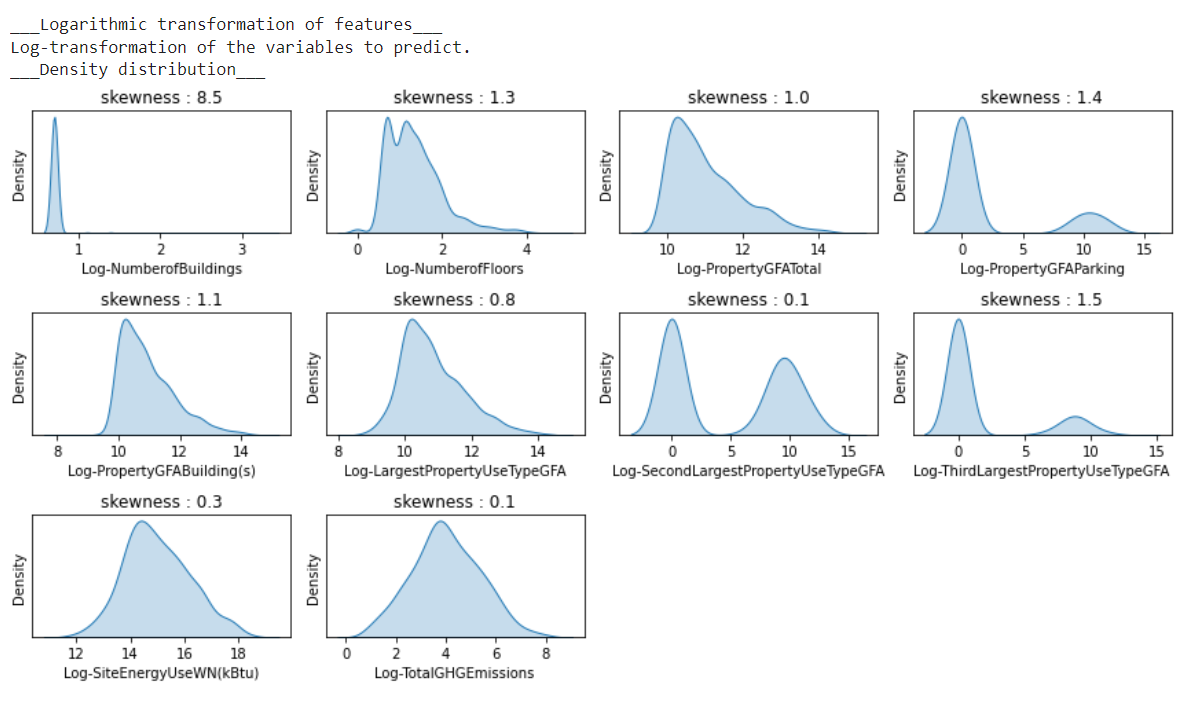 ___Logarithmic transformation of features___
Log-transformation of the variables to predict.
___Density distribution___
skewness : 8.5
Density
1 2 3
Log-NumberofBuildings
skewness : 1.3
Density
0 2 4
Log-NumberofFloors
skewness : 1.0
Density
10 12 14
Log-PropertyGFATotal
skewness : 1.4
Density
0 5 10 15
Log-PropertyGFAParking
skewness : 1.1
Density
8 10 12 14
Log-PropertyGFABuilding(s)
skewness : 0.8
Density
8 10 12 14
Log-LargestPropertyUseTypeGFA
skewness : 0.1
Density
0 5 10 15
Log-SecondLargestPropertyUseTypeGFA
skewness : 1.5
Density
0 5 10 15
Log-ThirdLargestPropertyUseTypeGFA
skewness : 0.3
Density
12 14 16 18
Log-SiteEnergyUseWN(kBtu)
skewness : 0.1
Density
0 2 4 6 8
Log-TotalGHGEmissions